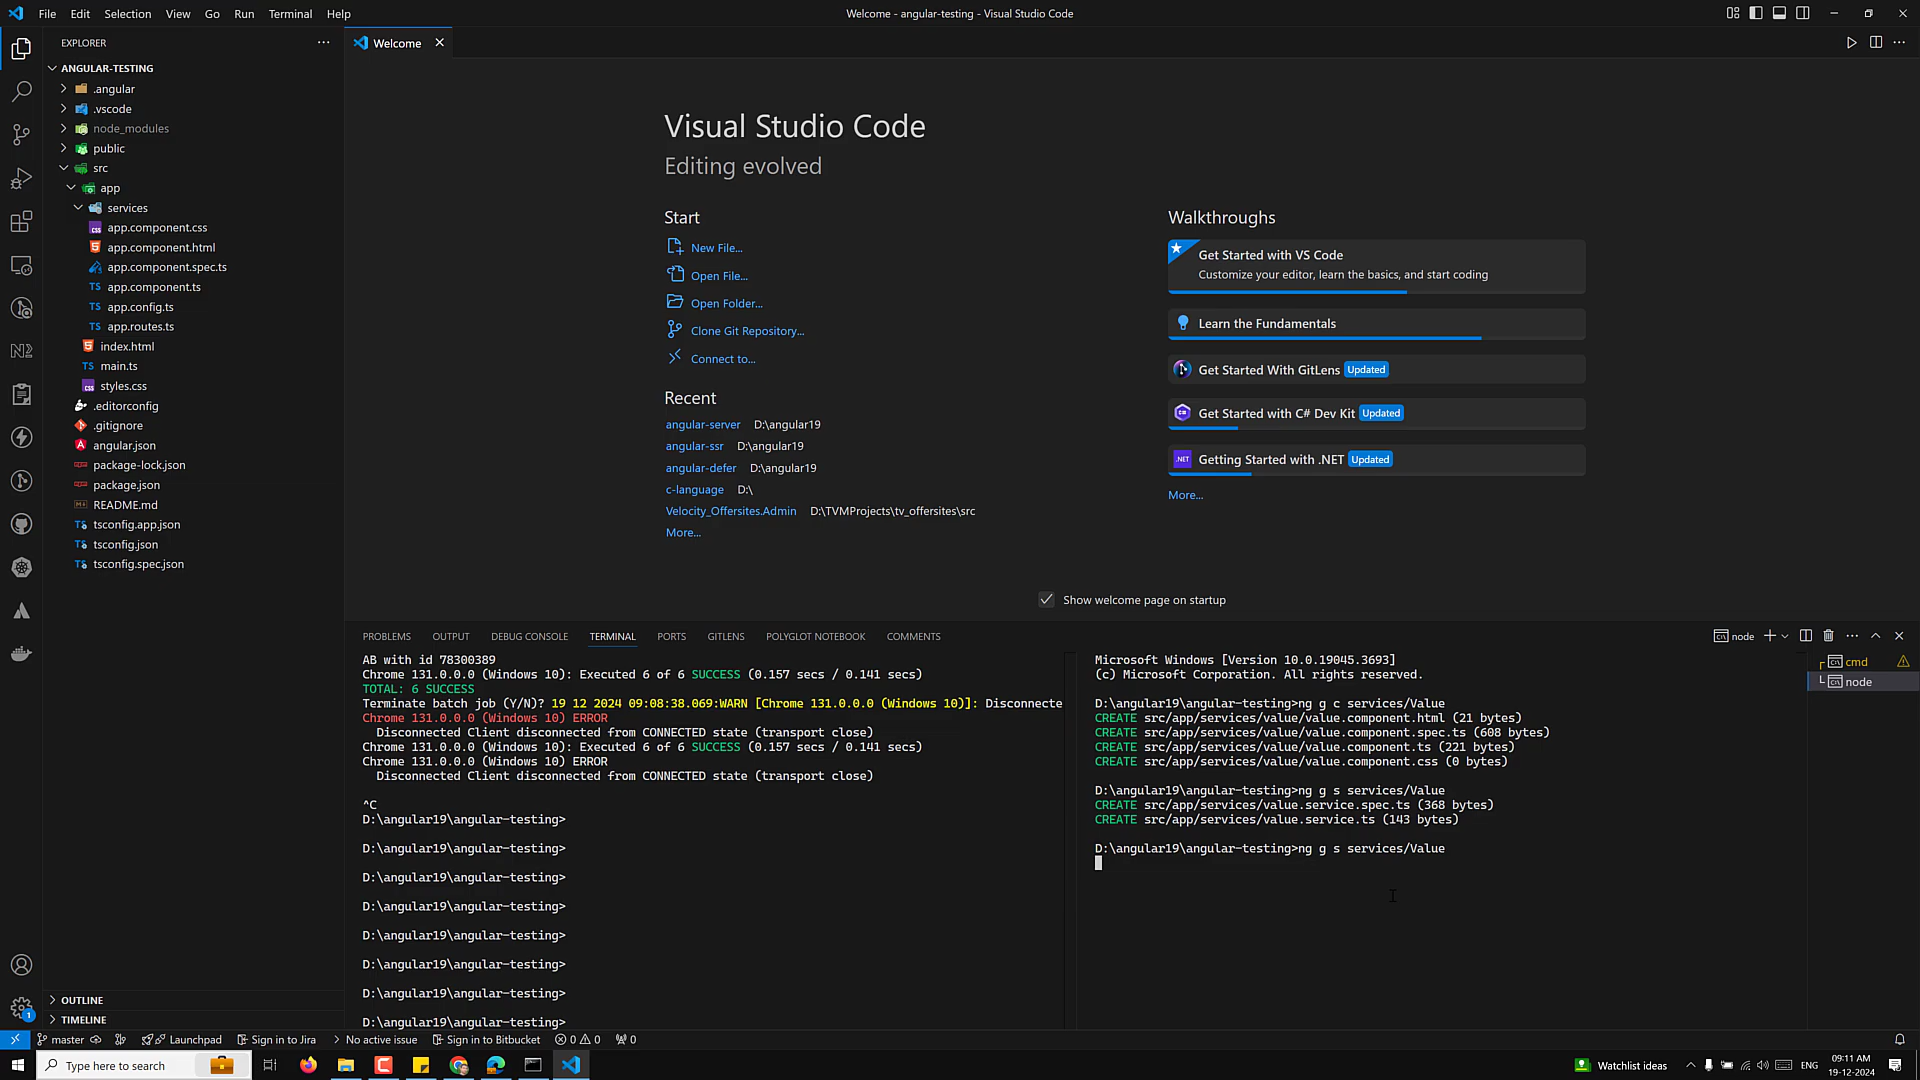 File Edit Selection View Go Run Terminal Help
Welcome - angular-testing - Visual Studio Code
EXPLORER
ANGULAR-TESTING
.angular
.vscode
node_modules
public
src
app
services
app.component.css
app.component.html
app.component.spec.ts
app.component.ts
app.config.ts
app.routes.ts
index.html
main.ts
styles.css
.editorconfig
.gitignore
angular.json
package-lock.json
package.json
README.md
tsconfig.app.json
tsconfig.json
tsconfig.spec.json
OUTLINE
TIMELINE
Welcome
Visual Studio Code
Editing evolved
Start
New File...
Open File...
Open Folder...
Clone Git Repository...
Connect to...
Recent
angular-server D:\angular19
angular-ssr D:\angular19
angular-defer D:\angular19
c-language D:\
Velocity_Offersites.Admin D:\TVMProjects\tv_offersites\src
More...
Walkthroughs
Get Started with VS Code
Customize your editor, learn the basics, and start coding
Learn the Fundamentals
Get Started With GitLens Updated
Get Started with C# Dev Kit Updated
Getting Started with .NET Updated
More...
Show welcome page on startup
PROBLEMS OUTPUT DEBUG CONSOLE TERMINAL PORTS GITLENS POLYGLOT NOTEBOOK COMMENTS
node
AB with id 78300389
Chrome 131.0.0.0 (Windows 10): Executed 6 of 6 SUCCESS (0.157 secs / 0.141 secs)
TOTAL: 6 SUCCESS
Terminate batch job (Y/N)? 19 12 2024 09:08:38.069:WARN [Chrome 131.0.0.0 (Windows 10)]: Disconnecte
Chrome 131.0.0.0 (Windows 10) ERROR
Disconnected Client disconnected from CONNECTED state (transport close)
Chrome 131.0.0.0 (Windows 10): Executed 6 of 6 SUCCESS (0.157 secs / 0.141 secs)
Chrome 131.0.0.0 (Windows 10) ERROR
Disconnected Client disconnected from CONNECTED state (transport close)
^C
D:\angular19\angular-testing>
D:\angular19\angular-testing>
D:\angular19\angular-testing>
D:\angular19\angular-testing>
D:\angular19\angular-testing>
D:\angular19\angular-testing>
D:\angular19\angular-testing>
D:\angular19\angular-testing>
Microsoft Windows [Version 10.0.19045.3693]
(c) Microsoft Corporation. All rights reserved.
D:\angular19\angular-testing>ng g c services/Value
CREATE src/app/services/value/value.component.html (21 bytes)
CREATE src/app/services/value/value.component.spec.ts (608 bytes)
CREATE src/app/services/value/value.component.ts (221 bytes)
CREATE src/app/services/value/value.component.css (0 bytes)
D:\angular19\angular-testing>ng g s services/Value
CREATE src/app/services/value.service.spec.ts (368 bytes)
CREATE src/app/services/value.service.ts (143 bytes)
D:\angular19\angular-testing>ng g s services/Value
cmd
node
master Launchpad Sign in to Jira No active issue Sign in to Bitbucket 0 0 0
Type here to search
Watchlist ideas
ENG
09:11 AM
19-12-2024